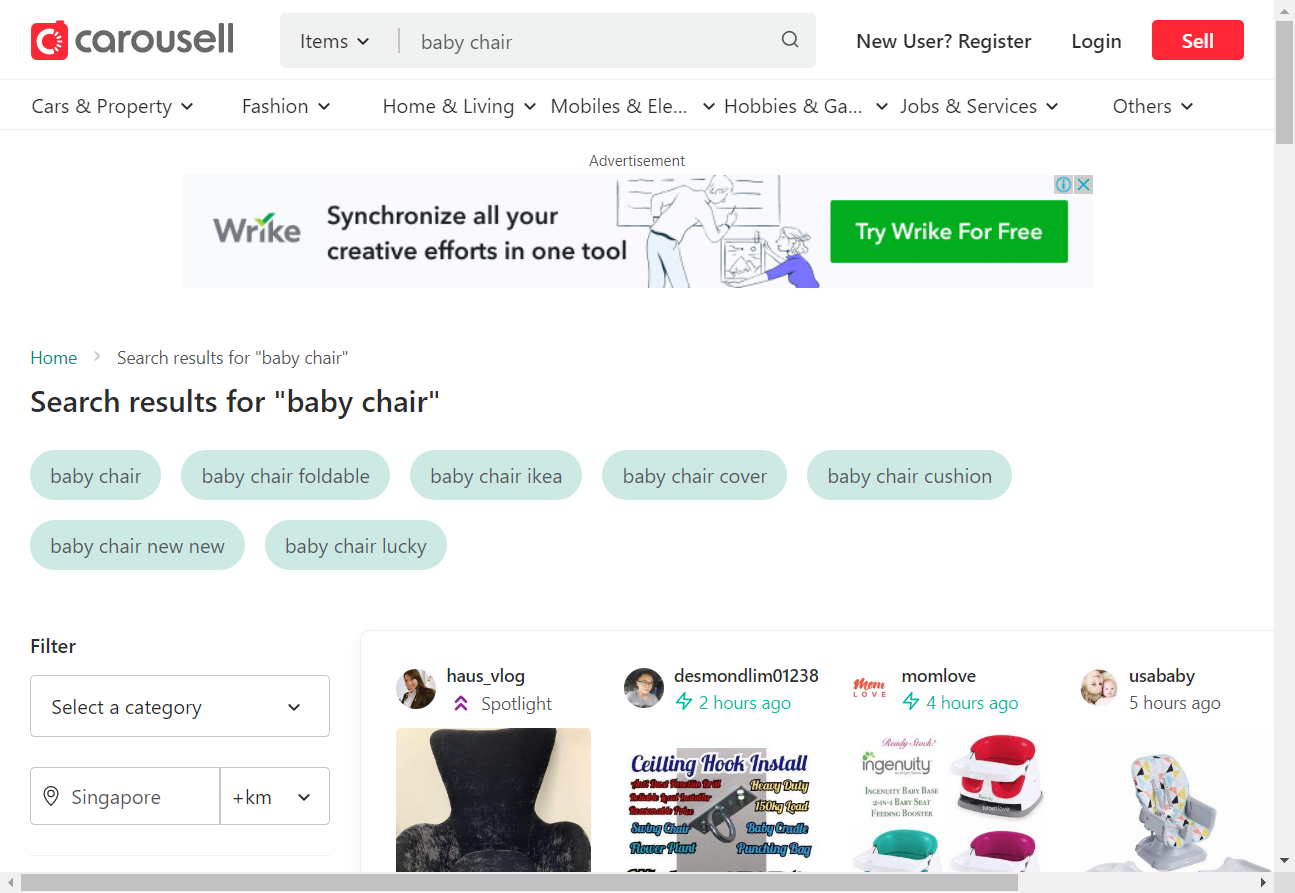 carousell
Items
baby chair
New User? Register
Login
Sell
Cars & Property
Fashion
Home & Living
Mobiles & Ele...
Hobbies & Ga...
Jobs & Services
Others
Advertisement
Wrike
Synchronize all your
creative efforts in one tool
Try Wrike For Free
Home
Search results for "baby chair"
Search results for "baby chair"
baby chair
baby chair foldable
baby chair ikea
baby chair cover
baby chair cushion
baby chair new new
baby chair lucky
Filter
Select a category
Singapore
+km
haus_vlog
Spotlight
desmondlim01238
2 hours ago
Mom
LOVE
momlove
4 hours ago
usababy
5 hours ago
Ceilling Hook Install
Anti Dust Function Drill
Reliable Local Installer
Reasonable Price
Swing Chair
Flower Plant
Heavy Duty
150kg Load
Baby Cradle
Punching Bag
Ready Stock!
ingenuity
INGENUITY BABY BASE
2-IN-1 BABY SEAT
FEEDING BOOSTER
Momlove